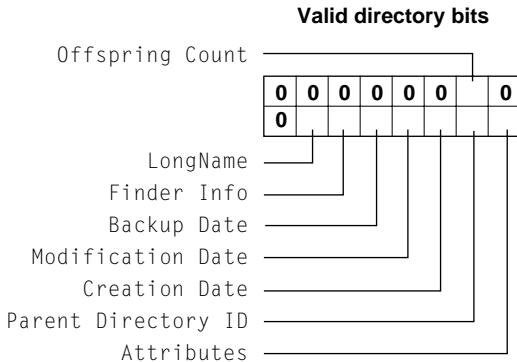 Valid directory bits
Offspring Count
0 0 0 0 0 0 0
0
LongName
Finder Info
Backup Date
Modification Date
Creation Date
Parent Directory ID
Attributes